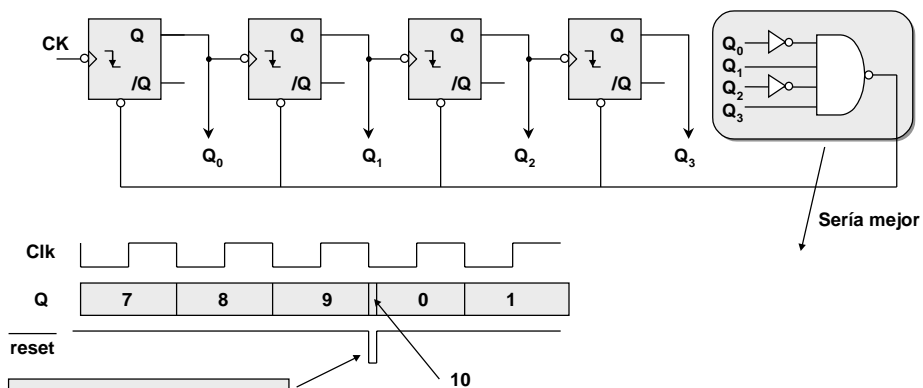 CK Q Q Q Q
/Q /Q /Q /Q
Q0 Q1 Q2 Q3
Q0
Q1
Q2
Q3
Sería mejor
Clk
Q 7 8 9 0 1
reset
10